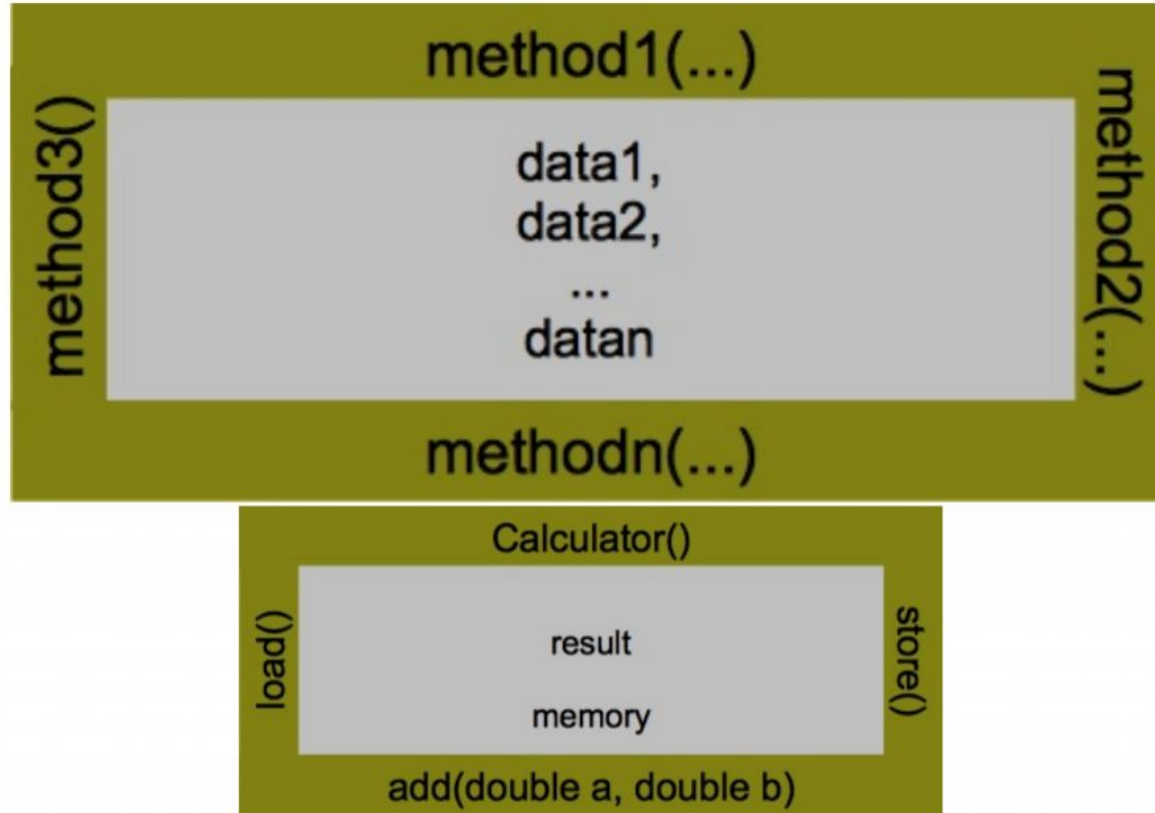 method1(...)
method3()
data1,
data2,
...
datan
method2(...)
methodn(...)
Calculator()
load()
result
memory
store()
add(double a, double b)